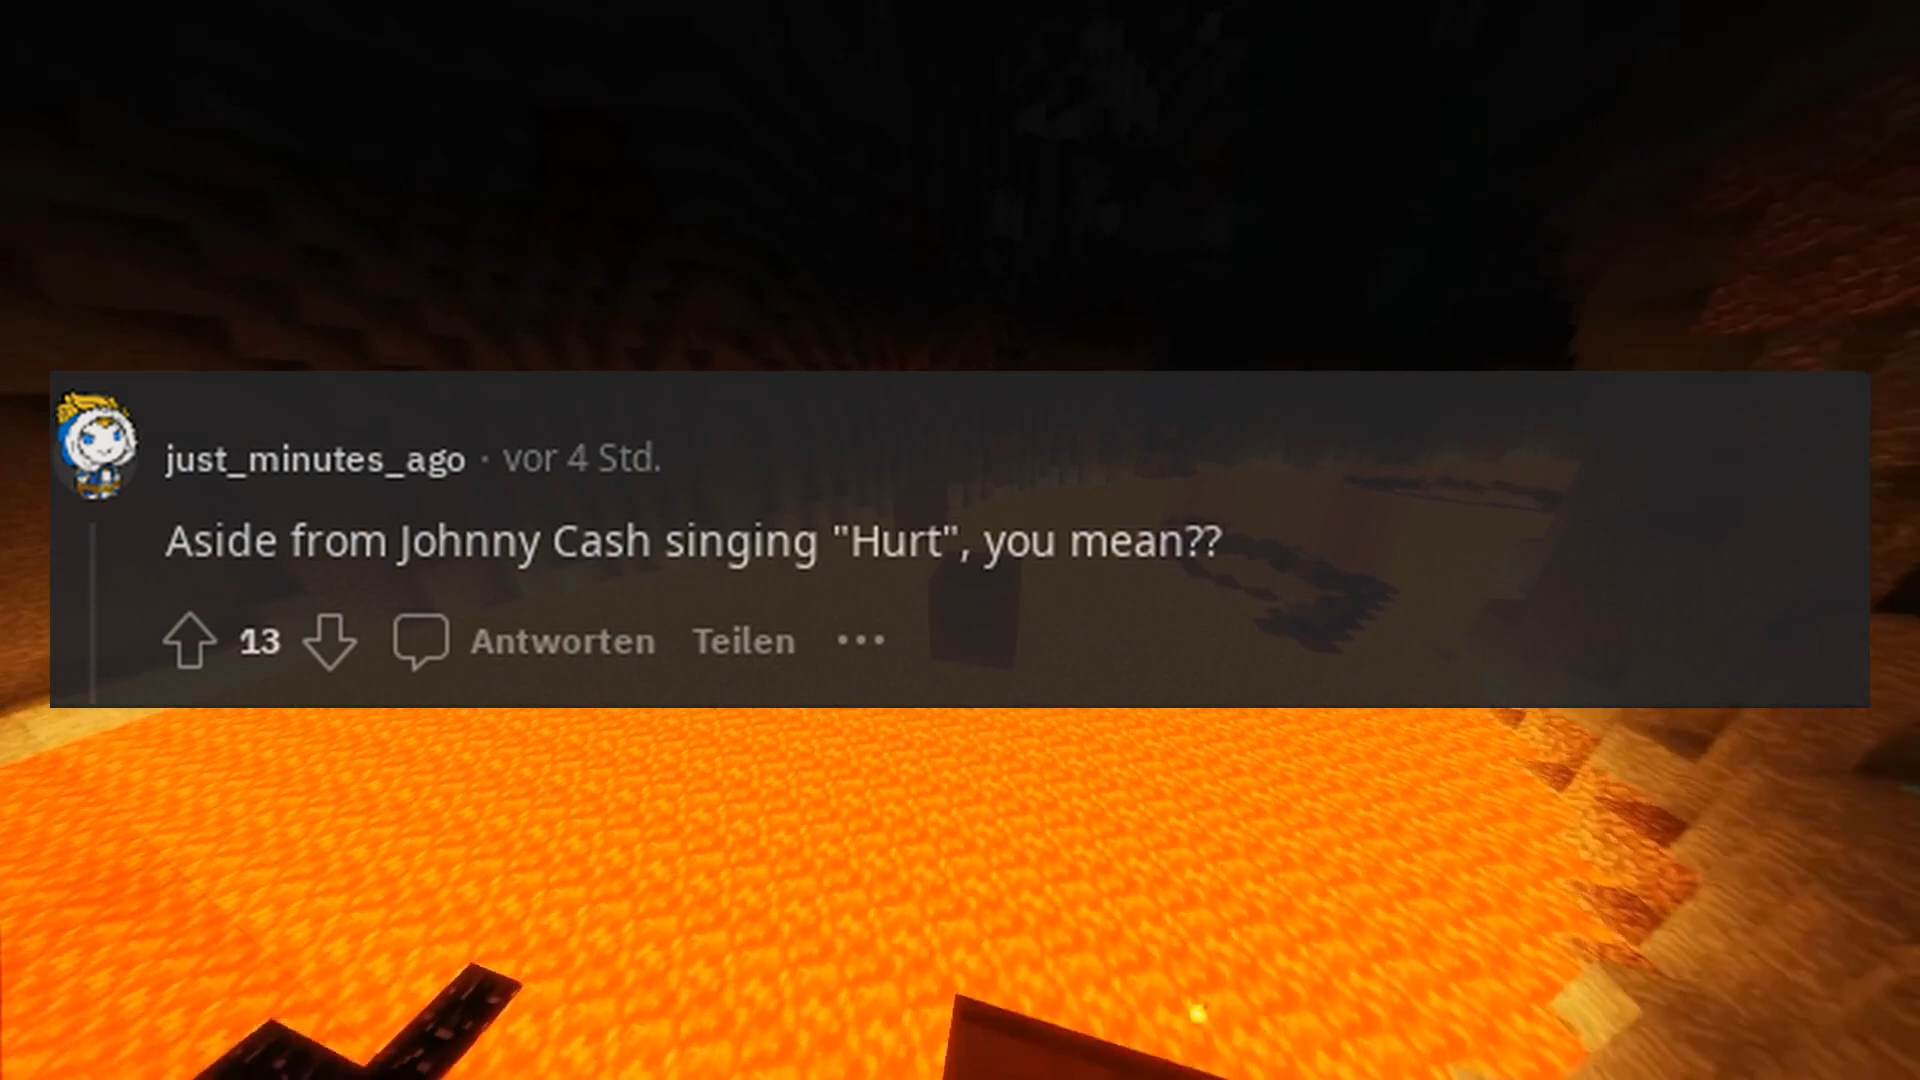 just_minutes_ago · vor 4 Std.
Aside from Johnny Cash singing "Hurt", you mean??
13 Antworten Teilen ···